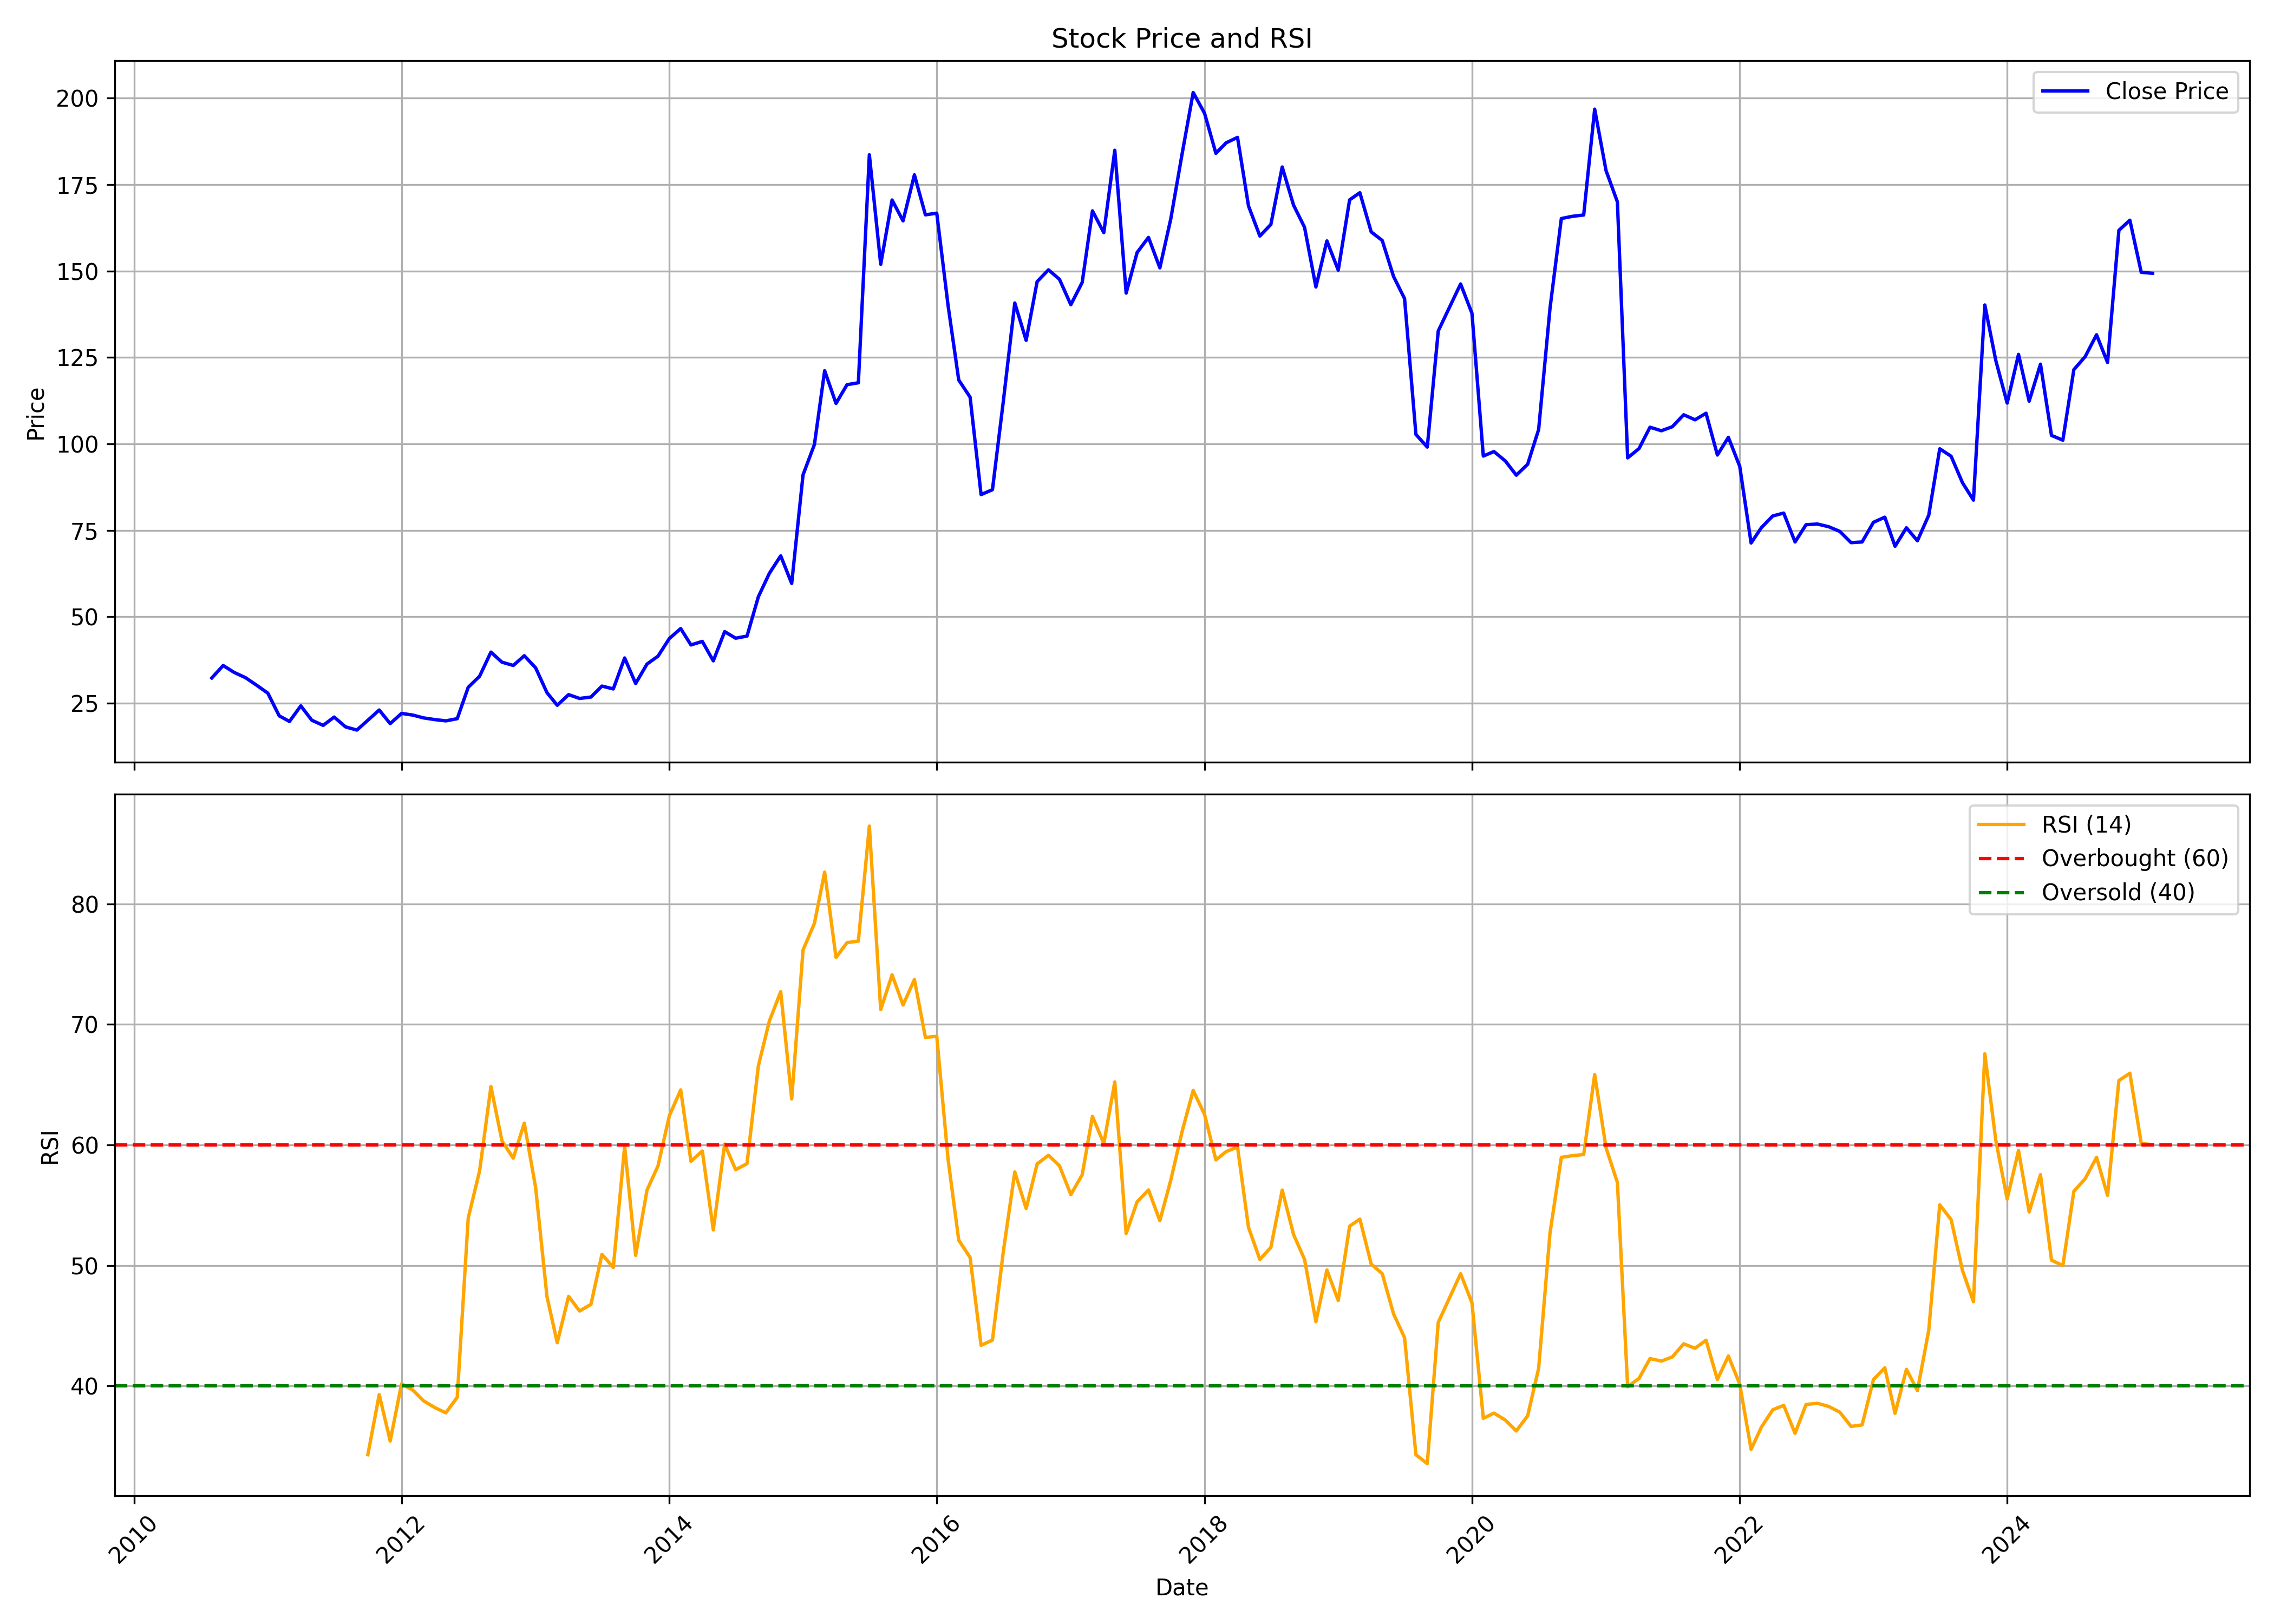 Stock Price and RSI
Close Price
200
175
150
125
100
75
50
25
Price
RSI (14)
Overbought (60)
Oversold (40)
80
70
60
50
40
RSI
2010
2012
2014
2016
2018
2020
2022
2024
Date